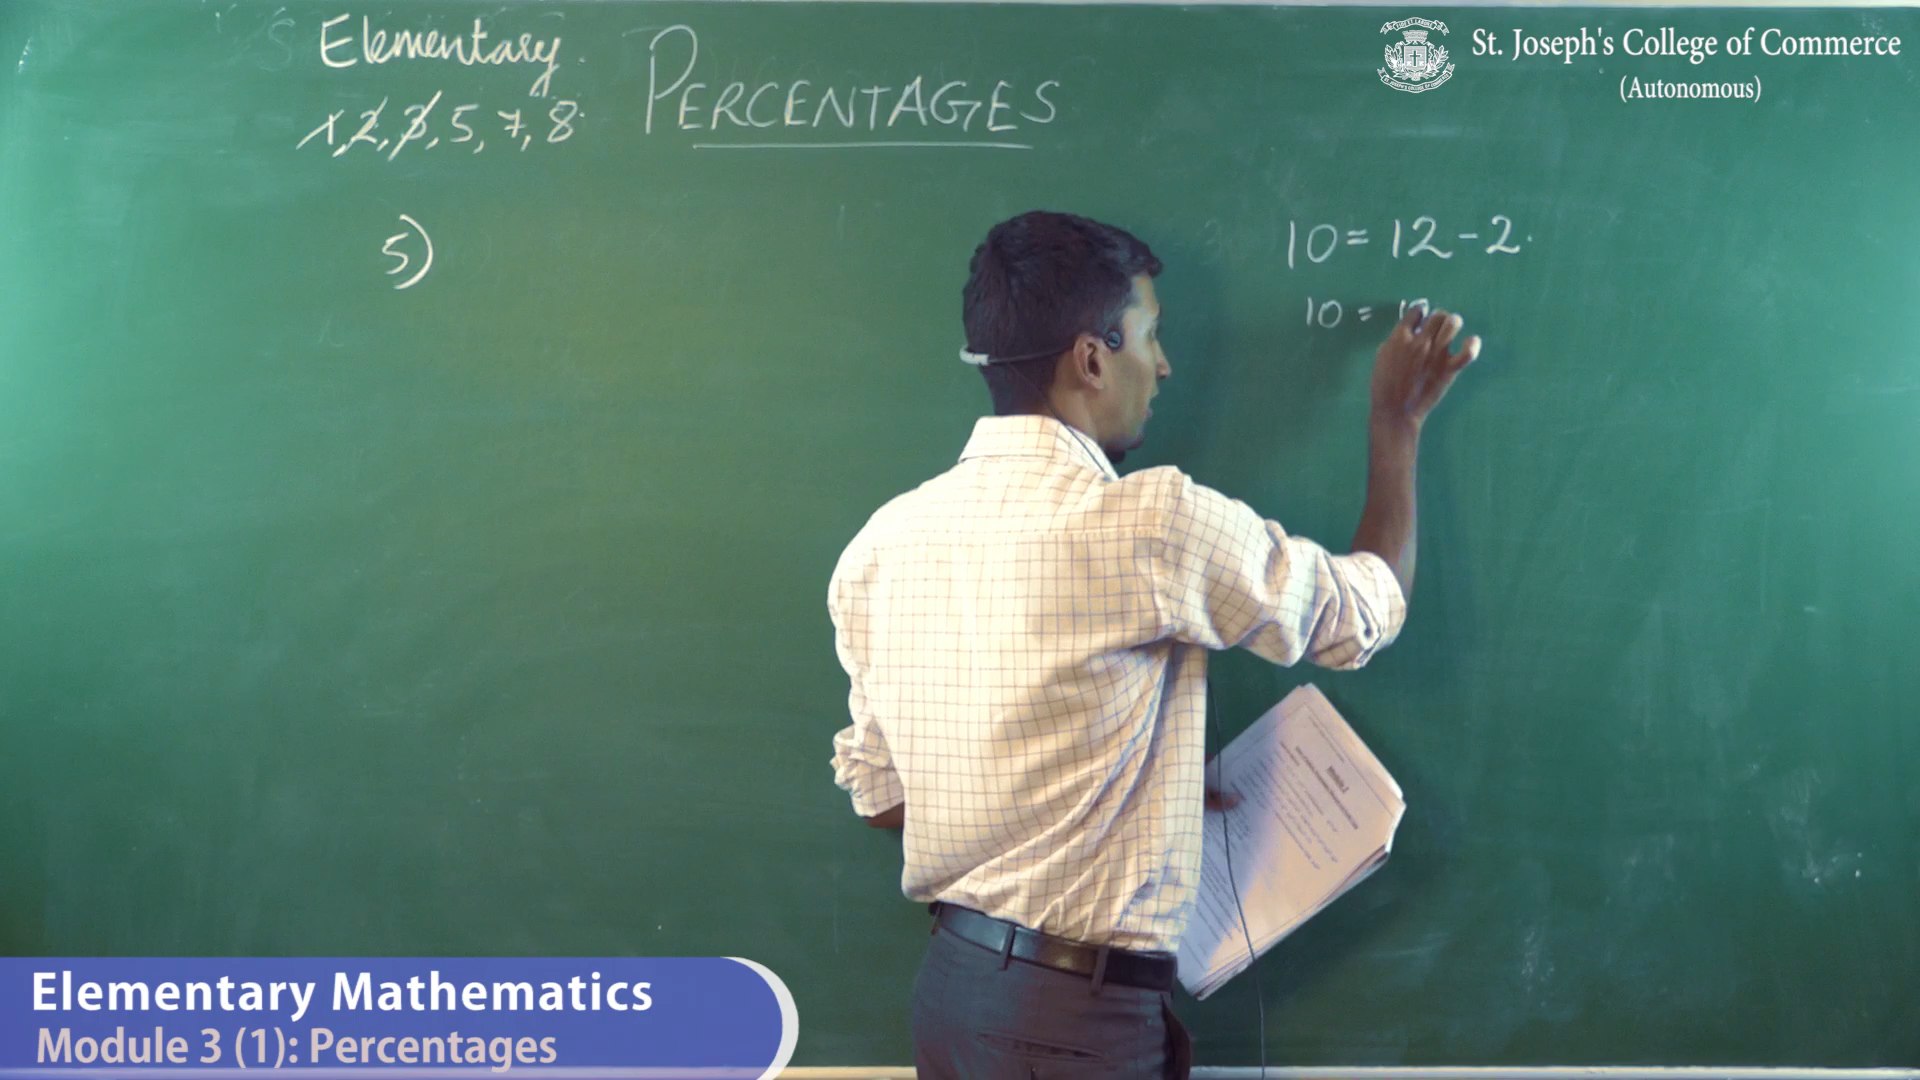 Elementary.
1, 2, 3, 5, 7, 8.
PERCENTAGES
5)
10 = 12 - 2.
10 =
St. Joseph's College of Commerce
(Autonomous)
Elementary Mathematics
Module 3 (1): Percentages